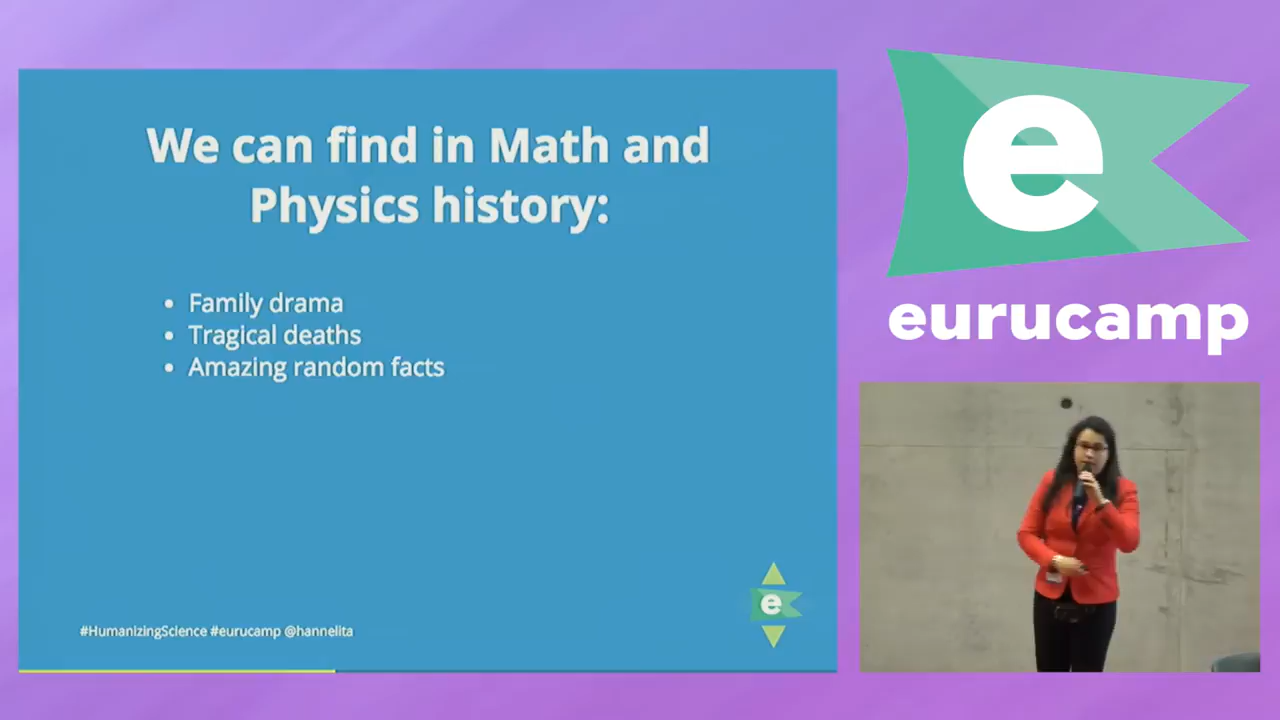 We can find in Math and
Physics history:
• Family drama
• Tragical deaths
• Amazing random facts
#HumanizingScience #eurucamp @hannelita
e
e
eurucamp